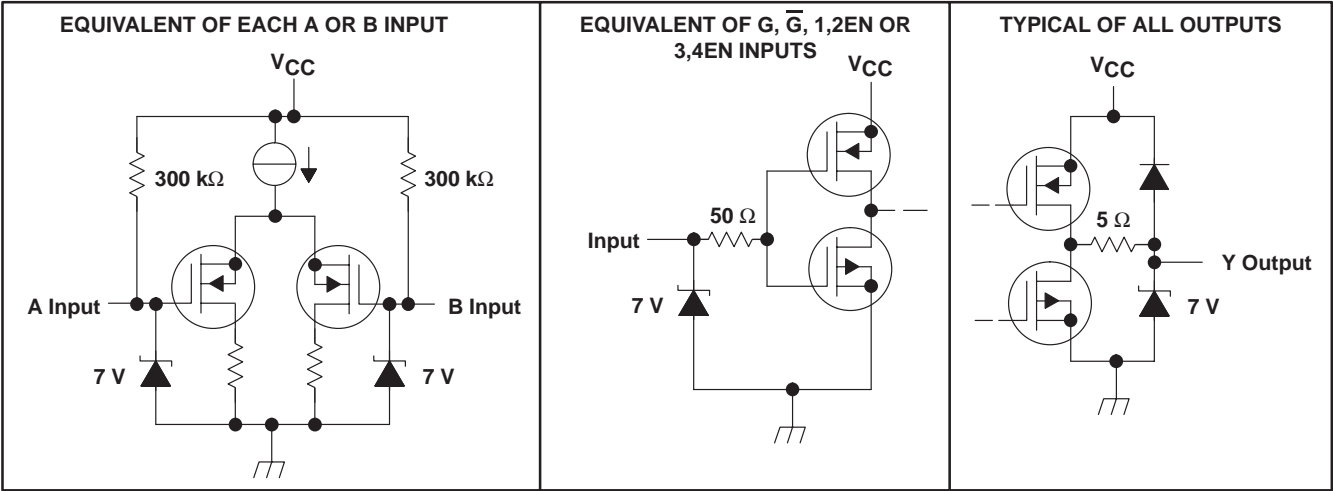 EQUIVALENT OF EACH A OR B INPUT
VCC
300 kΩ
300 kΩ
A Input
B Input
7 V
7 V
EQUIVALENT OF G, G̅, 1,2EN OR
3,4EN INPUTS
VCC
50 Ω
Input
7 V
TYPICAL OF ALL OUTPUTS
VCC
5 Ω
Y Output
7 V